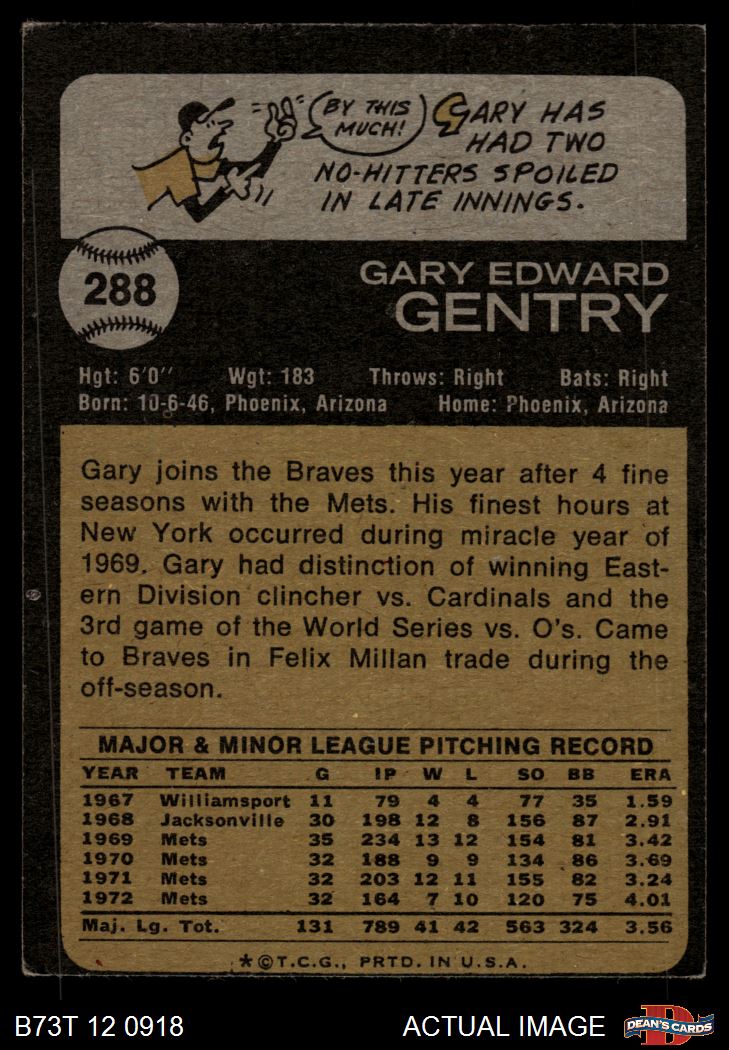 "BY THIS
MUCH!"
GARY HAS
HAD TWO
NO-HITTERS SPOILED
IN LATE INNINGS.
288
GARY EDWARD
GENTRY
Hgt: 6'0" Wgt: 183 Throws: Right Bats: Right
Born: 10-6-46, Phoenix, Arizona Home: Phoenix, Arizona
Gary joins the Braves this year after 4 fine
seasons with the Mets. His finest hours at
New York occurred during miracle year of
1969. Gary had distinction of winning East-
ern Division clincher vs. Cardinals and the
3rd game of the World Series vs. O's. Came
to Braves in Felix Millan trade during the
off-season.
MAJOR & MINOR LEAGUE PITCHING RECORD
YEAR TEAM G IP W L SO BB ERA
1967 Williamsport 11 79 4 4 77 35 1.59
1968 Jacksonville 30 198 12 8 156 87 2.91
1969 Mets 35 234 13 12 154 81 3.42
1970 Mets 32 188 9 9 134 86 3.69
1971 Mets 32 203 12 11 155 82 3.24
1972 Mets 32 164 7 10 120 75 4.01
Maj. Lg. Tot. 131 789 41 42 563 324 3.56
*©T.C.G., PRTD. IN U.S.A.
B73T 12 0918 ACTUAL IMAGE
D
DEAN'S CARDS